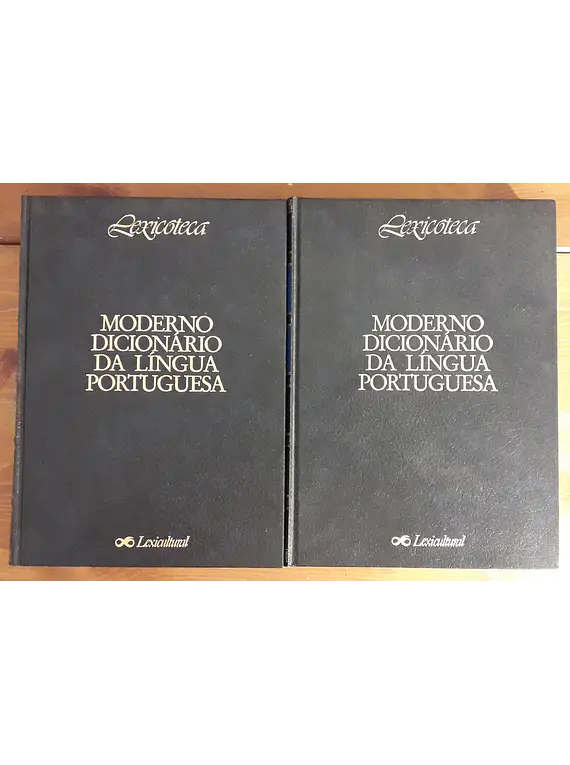 Lexicoteca
MODERNO
DICIONÁRIO
DA LÍNGUA
PORTUGUESA
Lexicultural
Lexicoteca
MODERNO
DICIONÁRIO
DA LÍNGUA
PORTUGUESA
Lexicultural